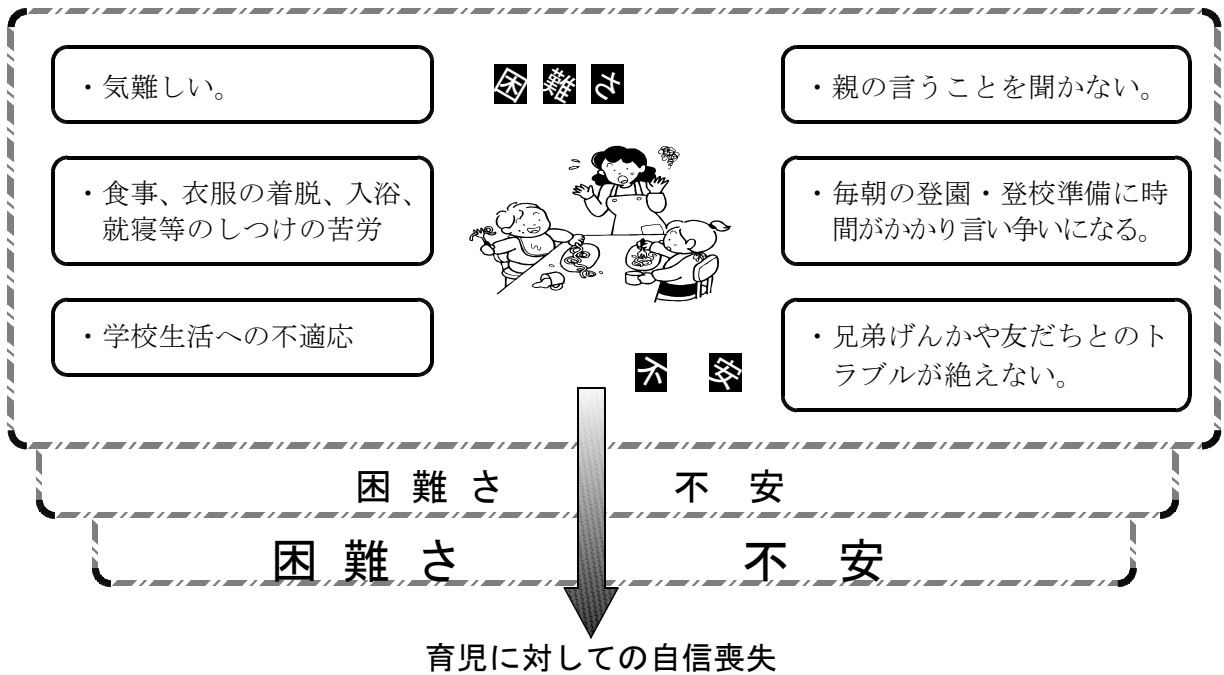 ・気難しい。
困難さ
・親の言うことを聞かない。
・食事、衣服の着脱、入浴、
就寝等のしつけの苦労
・毎朝の登園・登校準備に時
間がかかり言い争いになる。
・学校生活への不適応
・兄弟げんかや友だちとのト
ラブルが絶えない。
不 安
困 難 さ 不 安
困 難 さ 不 安
育児に対しての自信喪失